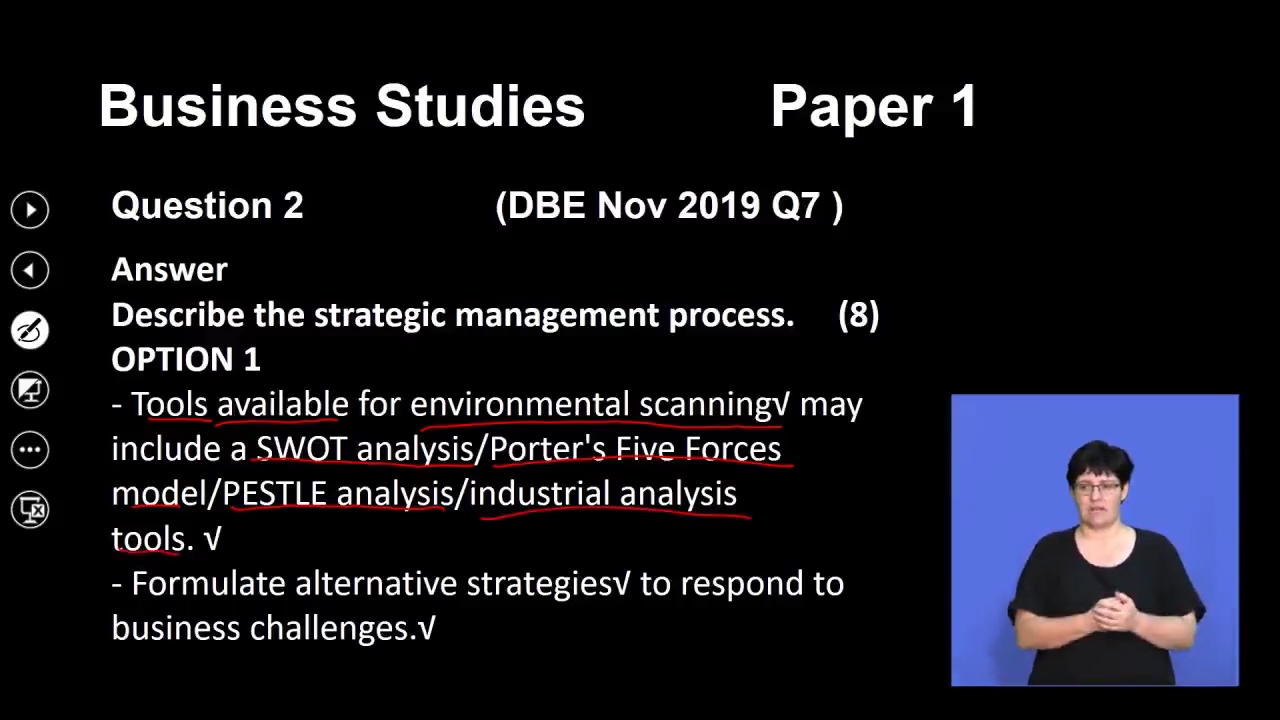 Business Studies Paper 1
Question 2 (DBE Nov 2019 Q7 )
Answer
Describe the strategic management process. (8)
OPTION 1
- Tools available for environmental scanning√ may
include a SWOT analysis/Porter's Five Forces
model/PESTLE analysis/industrial analysis
tools. √
- Formulate alternative strategies√ to respond to
business challenges.√